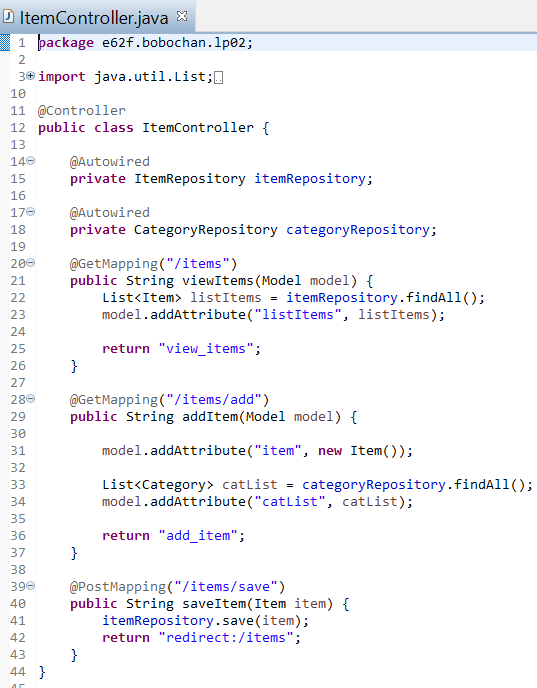 ItemController.java
1 package e62f.bobochan.lp02;
2
3 import java.util.List;
10
11 @Controller
12 public class ItemController {
13
14 @Autowired
15 private ItemRepository itemRepository;
16
17 @Autowired
18 private CategoryRepository categoryRepository;
19
20 @GetMapping("/items")
21 public String viewItems(Model model) {
22 List<Item> listItems = itemRepository.findAll();
23 model.addAttribute("listItems", listItems);
24
25 return "view_items";
26 }
27
28 @GetMapping("/items/add")
29 public String addItem(Model model) {
30
31 model.addAttribute("item", new Item());
32
33 List<Category> catList = categoryRepository.findAll();
34 model.addAttribute("catList", catList);
35
36 return "add_item";
37 }
38
39 @PostMapping("/items/save")
40 public String saveItem(Item item) {
41 itemRepository.save(item);
42 return "redirect:/items";
43 }
44 }
45